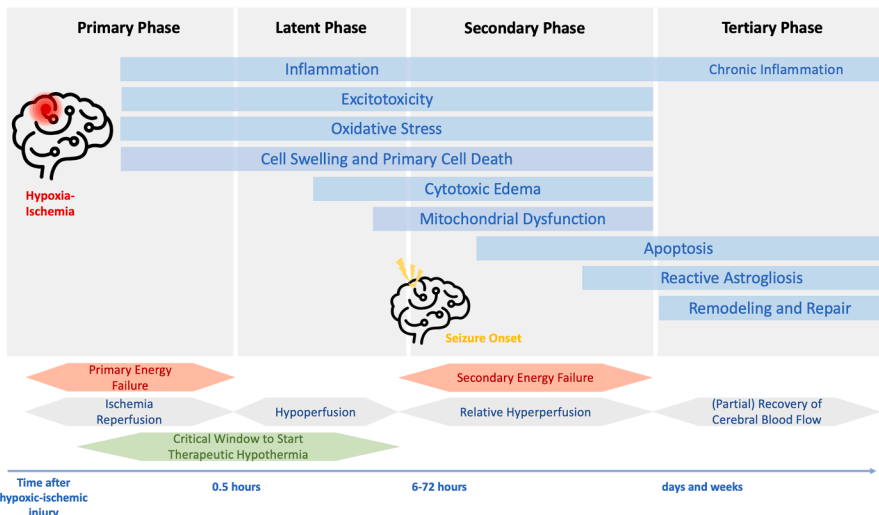 Primary Phase
Latent Phase
Secondary Phase
Tertiary Phase
Inflammation
Chronic Inflammation
Excitotoxicity
Oxidative Stress
Cell Swelling and Primary Cell Death
Cytotoxic Edema
Mitochondrial Dysfunction
Apoptosis
Reactive Astrogliosis
Remodeling and Repair
Hypoxia-
Ischemia
Seizure Onset
Primary Energy
Failure
Secondary Energy Failure
Ischemia
Reperfusion
Hypoperfusion
Relative Hyperperfusion
(Partial) Recovery of
Cerebral Blood Flow
Critical Window to Start
Therapeutic Hypothermia
Time after
hypoxic-ischemic
injury
0.5 hours
6-72 hours
days and weeks